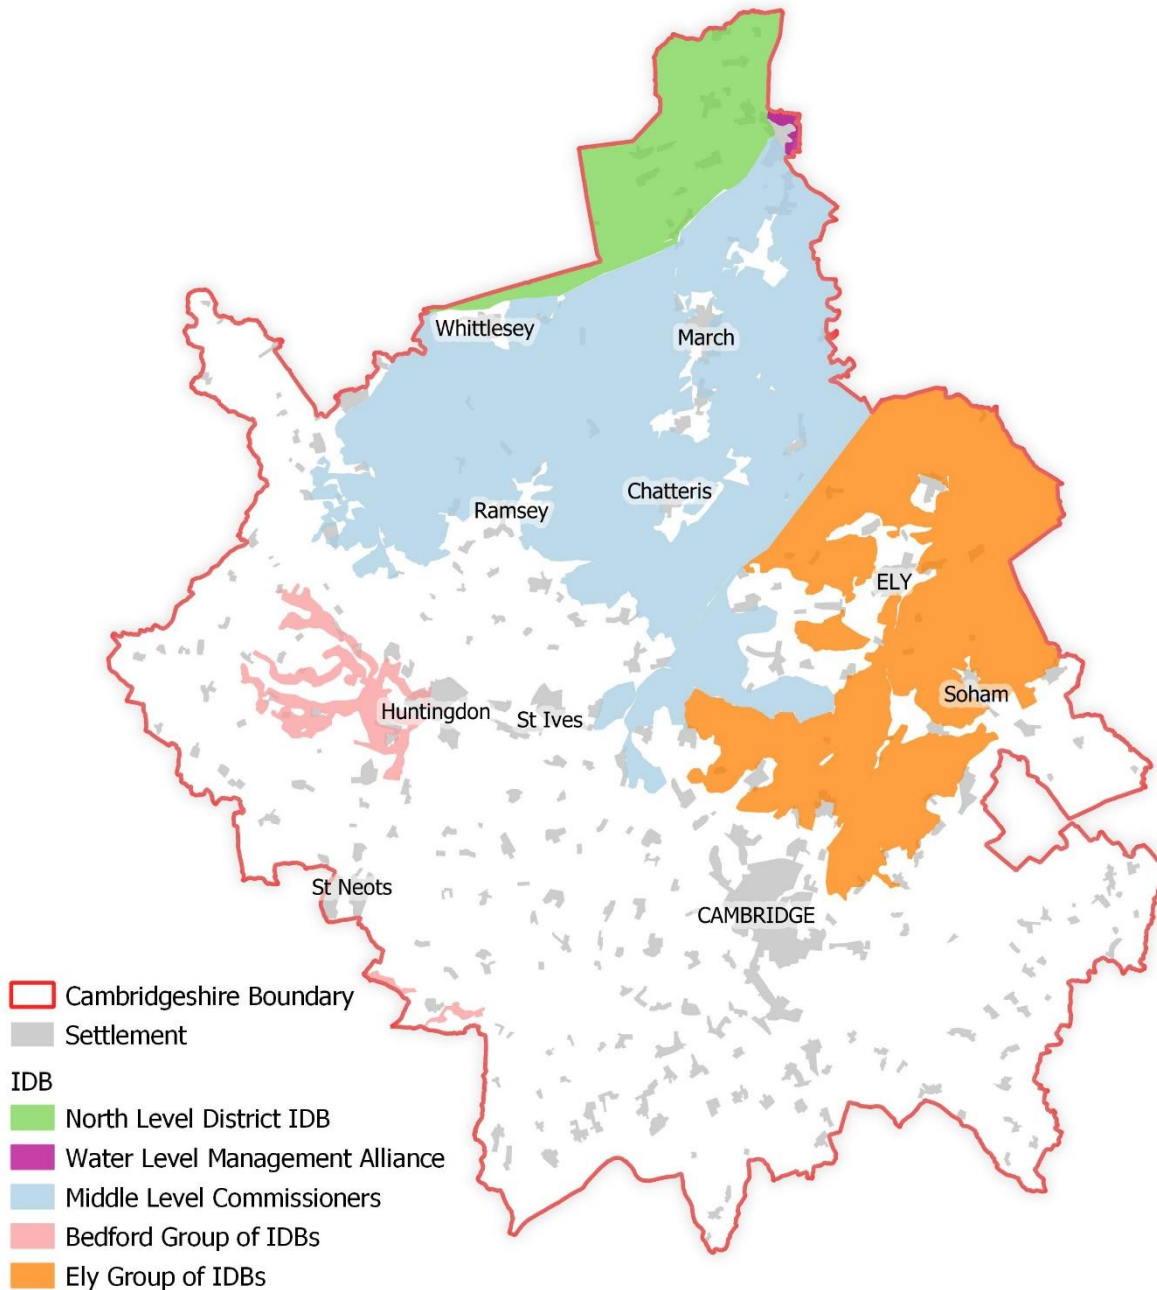 Whittlesey
March
Chatteris
Ramsey
ELY
Soham
Huntingdon
St Ives
St Neots
CAMBRIDGE
Cambridgeshire Boundary
Settlement
IDB
North Level District IDB
Water Level Management Alliance
Middle Level Commissioners
Bedford Group of IDBs
Ely Group of IDBs